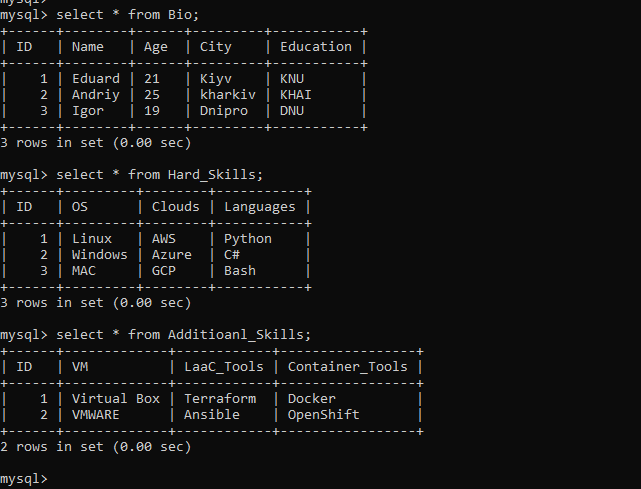 mysql>
mysql> select * from Bio;
+------+--------+------+---------+-----------+
| ID   | Name   | Age  | City    | Education |
+------+--------+------+---------+-----------+
|    1 | Eduard | 21   | Kiyv    | KNU       |
|    2 | Andriy | 25   | kharkiv | KHAI      |
|    3 | Igor   | 19   | Dnipro  | DNU       |
+------+--------+------+---------+-----------+
3 rows in set (0.00 sec)

mysql> select * from Hard_Skills;
+------+---------+--------+-----------+
| ID   | OS      | Clouds | Languages |
+------+---------+--------+-----------+
|    1 | Linux   | AWS    | Python    |
|    2 | Windows | Azure  | C#        |
|    3 | MAC     | GCP    | Bash      |
+------+---------+--------+-----------+
3 rows in set (0.00 sec)

mysql> select * from Additioanl_Skills;
+------+-------------+------------+-----------------+
| ID   | VM          | LaaC_Tools | Container_Tools |
+------+-------------+------------+-----------------+
|    1 | Virtual Box | Terraform  | Docker          |
|    2 | VMWARE      | Ansible    | OpenShift       |
+------+-------------+------------+-----------------+
2 rows in set (0.00 sec)

mysql>